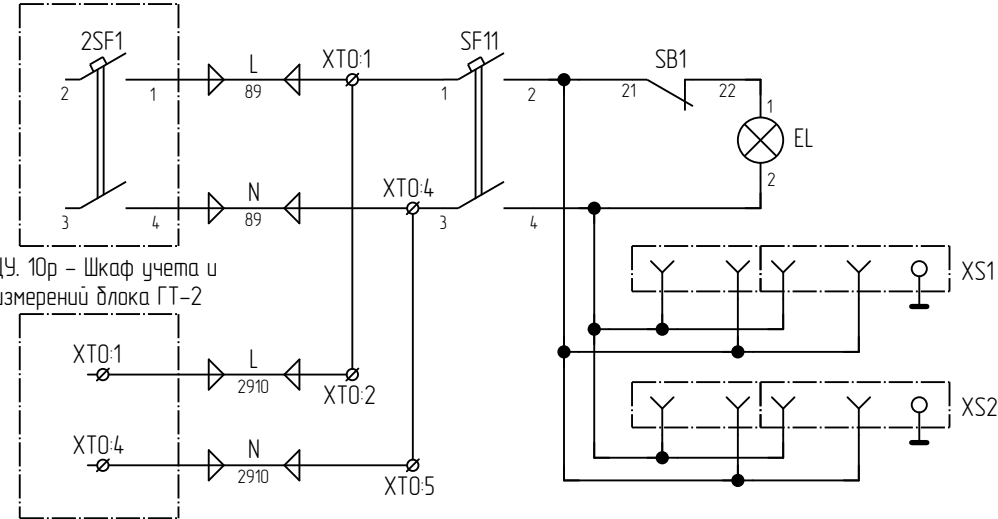 2SF1
2
1
3
4
L
89
XT0:1
SF11
1
2
SB1
21
22
1
EL
2
N
89
XT0:4
3
4
ЦУ. 10р – Шкаф учета и
измерений блока ГТ-2
XS1
XT0:1
L
2910
XT0:2
XS2
XT0:4
N
2910
XT0:5